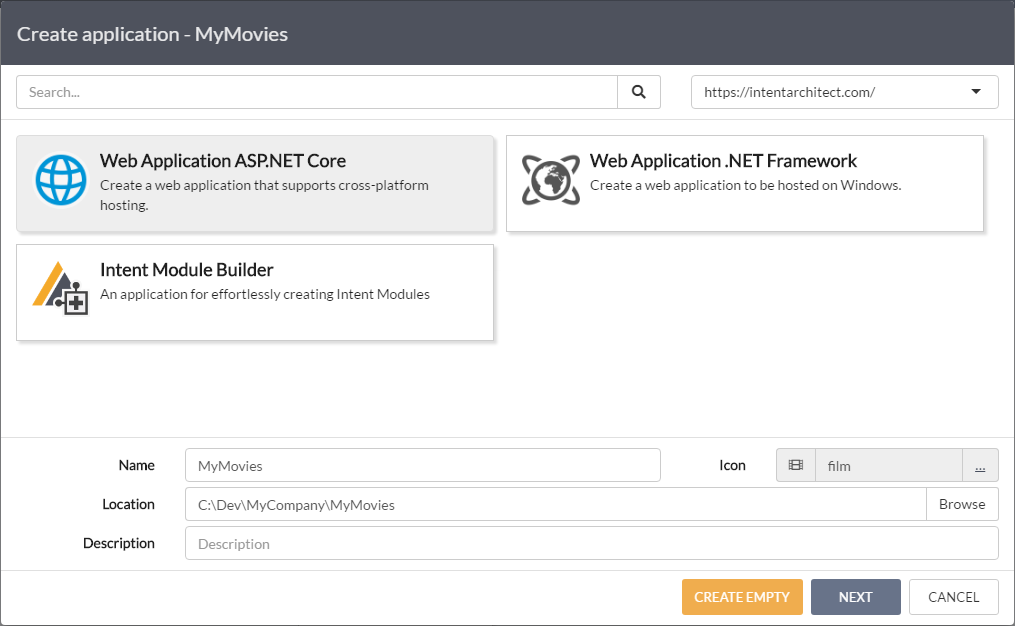 Create application - MyMovies
Search...
https://intentarchitect.com/
Web Application ASP.NET Core
Create a web application that supports cross-platform
hosting.
Web Application .NET Framework
Create a web application to be hosted on Windows.
Intent Module Builder
An application for effortlessly creating Intent Modules
Name
MyMovies
Icon
film
...
Location
C:\Dev\MyCompany\MyMovies
Browse
Description
Description
CREATE EMPTY
NEXT
CANCEL